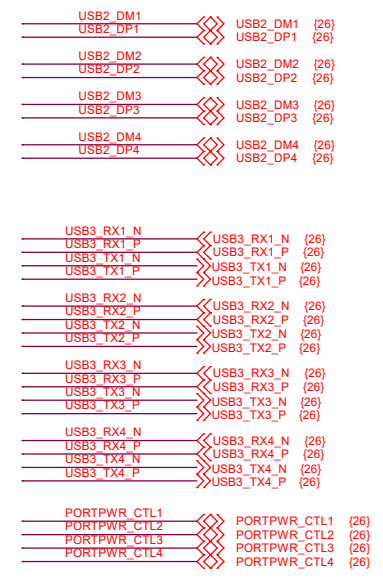 USB2_DM1 USB2_DM1 {26}
USB2_DP1 USB2_DP1 {26}
USB2_DM2 USB2_DM2 {26}
USB2_DP2 USB2_DP2 {26}
USB2_DM3 USB2_DM3 {26}
USB2_DP3 USB2_DP3 {26}
USB2_DM4 USB2_DM4 {26}
USB2_DP4 USB2_DP4 {26}
USB3_RX1_N USB3_RX1_N {26}
USB3_RX1_P USB3_RX1_P {26}
USB3_TX1_N USB3_TX1_N {26}
USB3_TX1_P USB3_TX1_P {26}
USB3_RX2_N USB3_RX2_N {26}
USB3_RX2_P USB3_RX2_P {26}
USB3_TX2_N USB3_TX2_N {26}
USB3_TX2_P USB3_TX2_P {26}
USB3_RX3_N USB3_RX3_N {26}
USB3_RX3_P USB3_RX3_P {26}
USB3_TX3_N USB3_TX3_N {26}
USB3_TX3_P USB3_TX3_P {26}
USB3_RX4_N USB3_RX4_N {26}
USB3_RX4_P USB3_RX4_P {26}
USB3_TX4_N USB3_TX4_N {26}
USB3_TX4_P USB3_TX4_P {26}
PORTPWR_CTL1 PORTPWR_CTL1 {26}
PORTPWR_CTL2 PORTPWR_CTL2 {26}
PORTPWR_CTL3 PORTPWR_CTL3 {26}
PORTPWR_CTL4 PORTPWR_CTL4 {26}